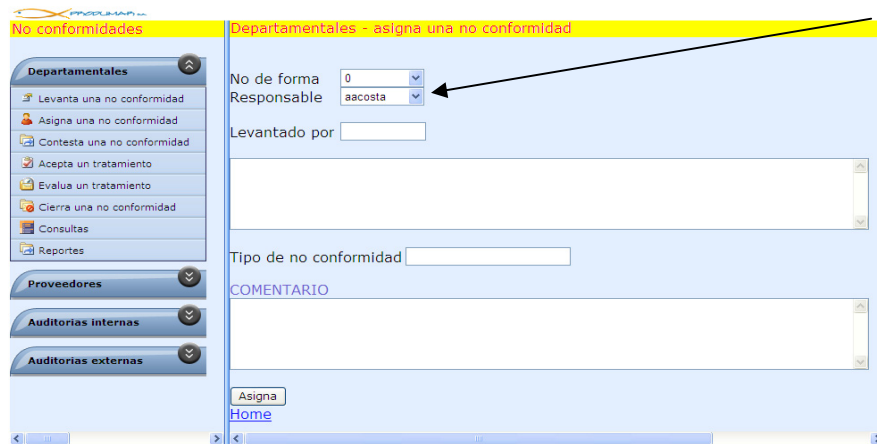 PRODUMAR s.a.
No conformidades
Departamentales - asigna una no conformidad
Departamentales
Levanta una no conformidad
Asigna una no conformidad
Contesta una no conformidad
Acepta un tratamiento
Evalua un tratamiento
Cierra una no conformidad
Consultas
Reportes
Proveedores
Auditorias internas
Auditorias externas
No de forma 0
Responsable aacosta
Levantado por
Tipo de no conformidad
COMENTARIO
Asigna
Home